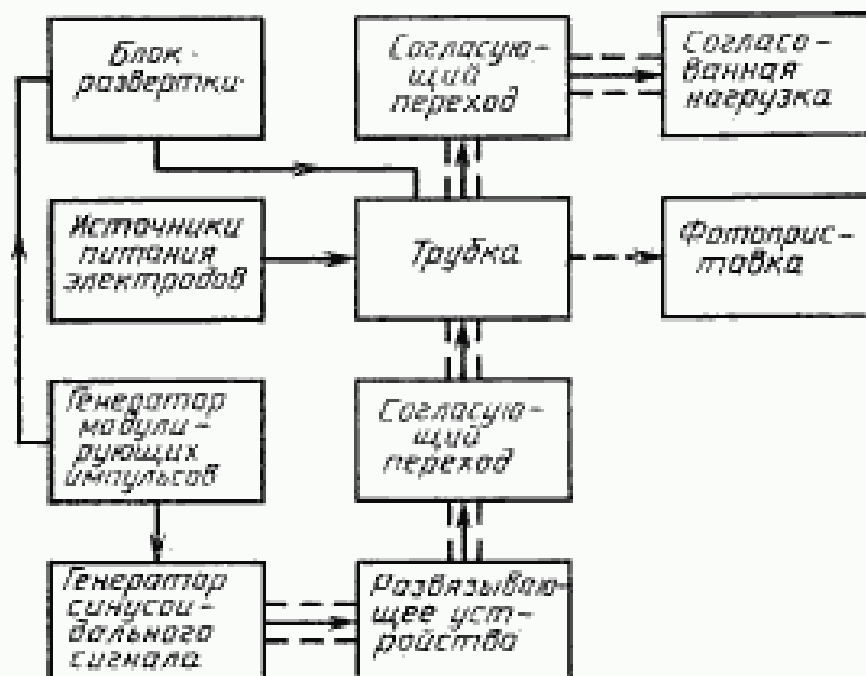 Блок
развертки
Согласую-
щий
переход
Согласо-
ванная
нагрузка
Источники
питания
электродов
Трубка
Фотоприс-
тавка
Генератор
модули-
рующих
импульсов
Согласую-
щий
переход
Генератор
синусои-
дального
сигнала
Развязываю-
щее уст-
ройство